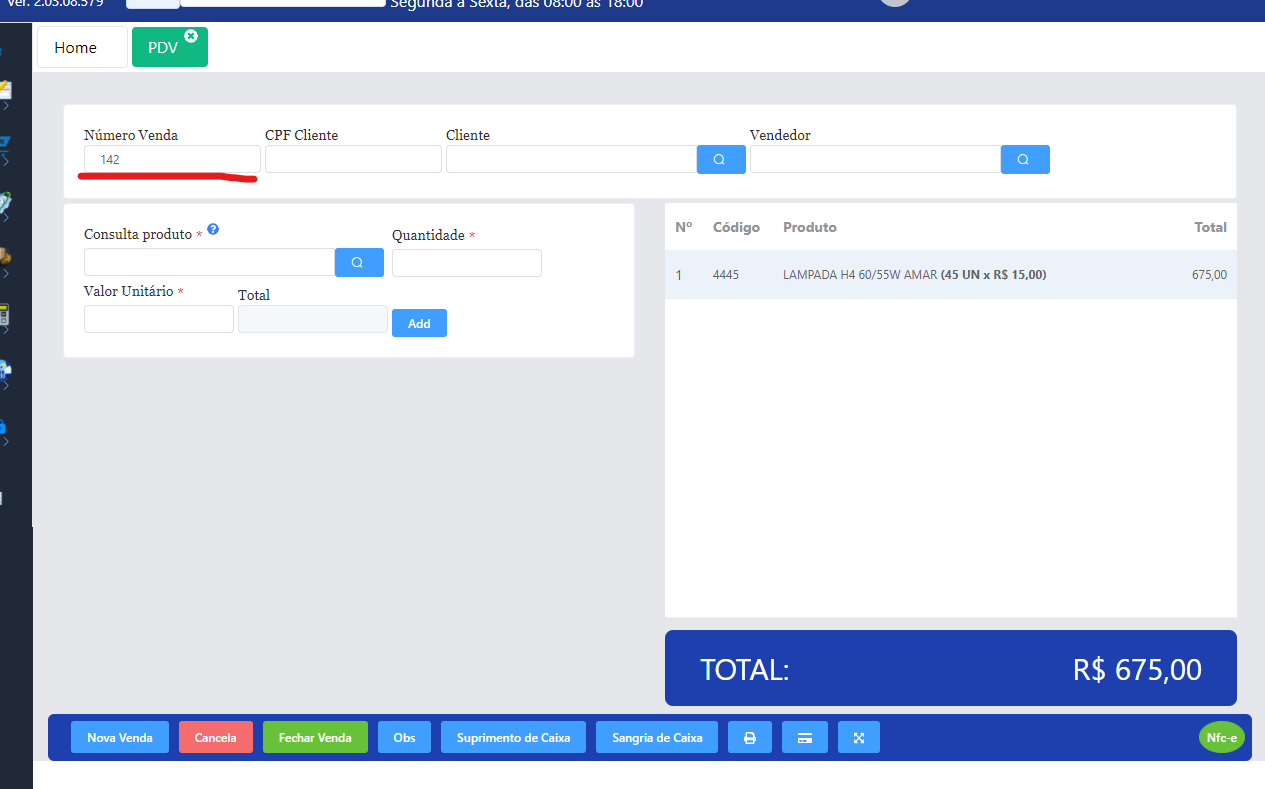 Ver. 2.03.08.579 Segunda a Sexta, das 08:00 às 18:00
Home PDV
Número Venda CPF Cliente Cliente Vendedor
142
Consulta produto * ? Quantidade *
Valor Unitário * Total
Add
Nº Código Produto Total
1 4445 LAMPADA H4 60/55W AMAR (45 UN x R$ 15,00) 675,00
TOTAL: R$ 675,00
Nova Venda Cancela Fechar Venda Obs Suprimento de Caixa Sangria de Caixa Nfc-e